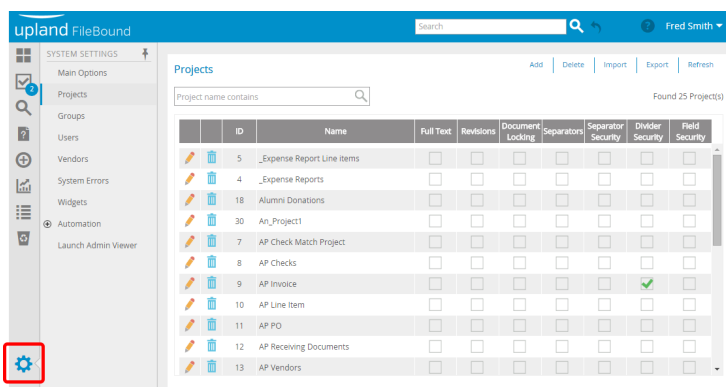 upland FileBound
Search
?
Fred Smith
SYSTEM SETTINGS
2
Main Options
Projects
Groups
Users
Vendors
System Errors
Widgets
Automation
Launch Admin Viewer
Projects
Add Delete Import Export Refresh
Project name contains
Found 25 Project(s)
ID Name Full Text Revisions Document Locking Separators Separator Security Divider Security Field Security
5 _Expense Report Line items
4 _Expense Reports
18 Alumni Donations
30 An_Project1
7 AP Check Match Project
8 AP Checks
9 AP Invoice
10 AP Line Item
11 AP PO
12 AP Receiving Documents
13 AP Vendors